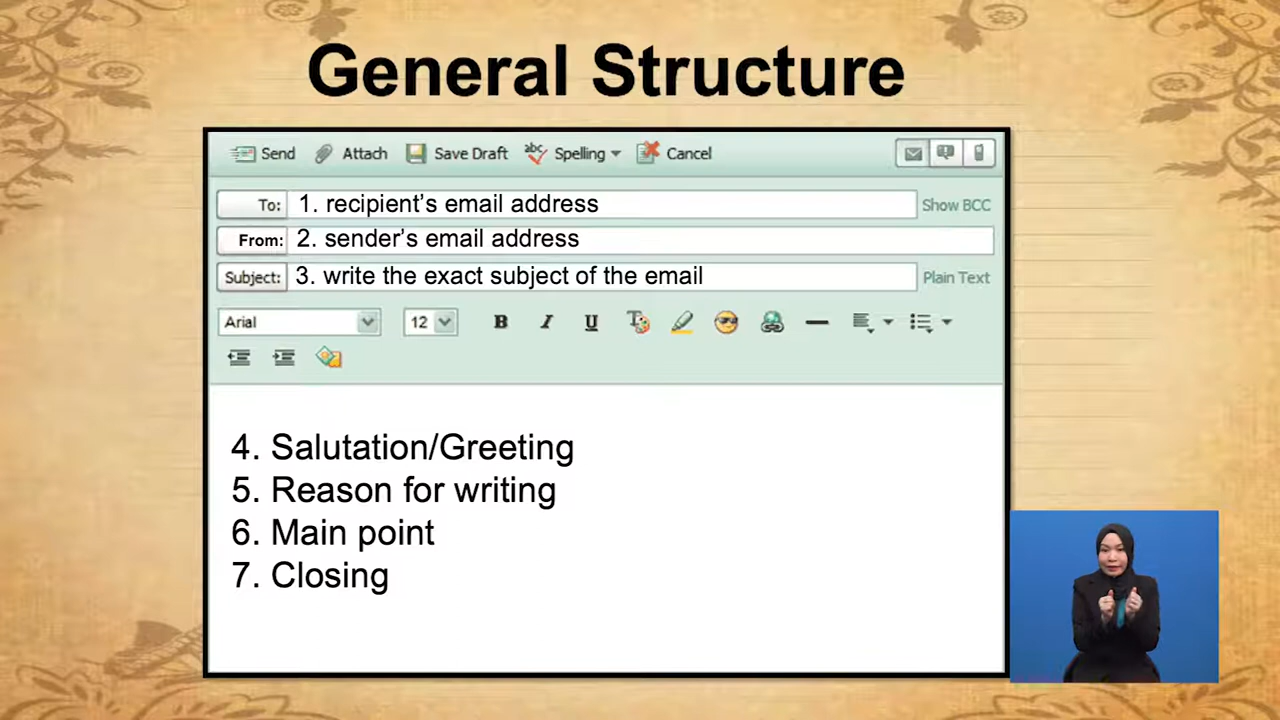 General Structure
Send Attach Save Draft abc Spelling Cancel
To: 1. recipient’s email address Show BCC
From: 2. sender’s email address
Subject: 3. write the exact subject of the email Plain Text
Arial 12 B I U T
4. Salutation/Greeting
5. Reason for writing
6. Main point
7. Closing